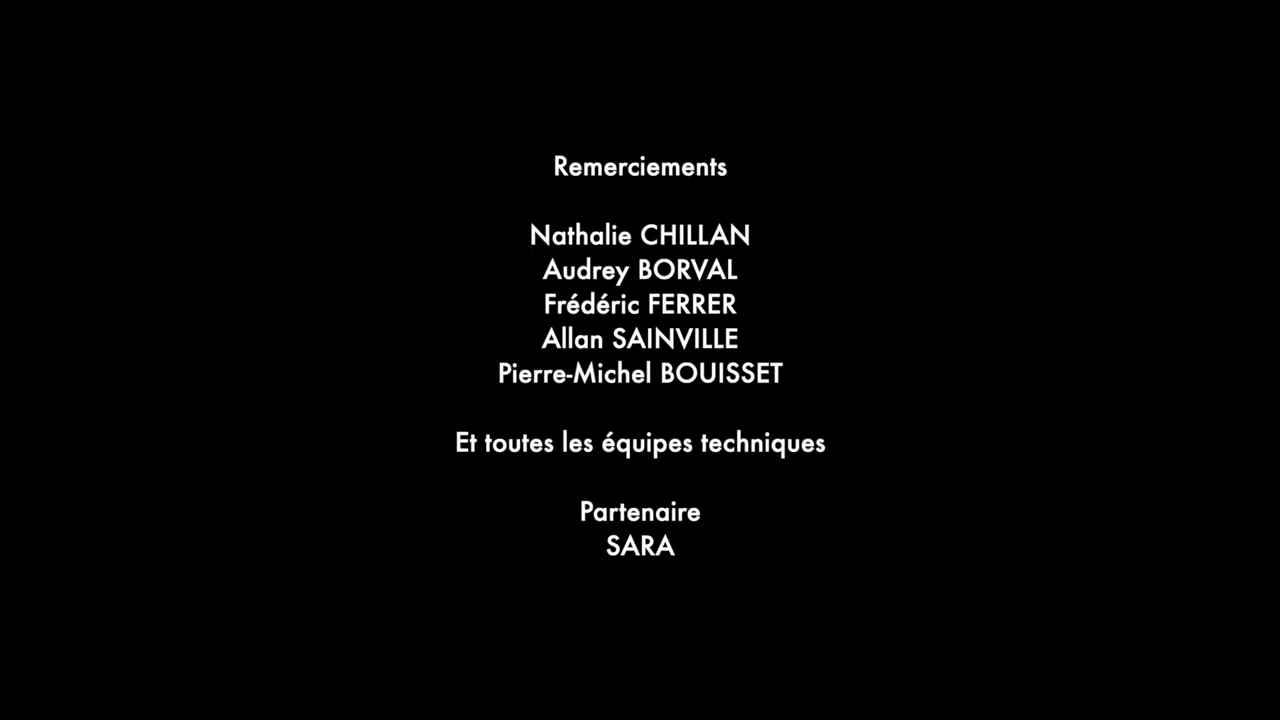 Remerciements
Nathalie CHILLAN
Audrey BORVAL
Frédéric FERRER
Allan SAINVILLE
Pierre-Michel BOUISSET
Et toutes les équipes techniques
Partenaire
SARA